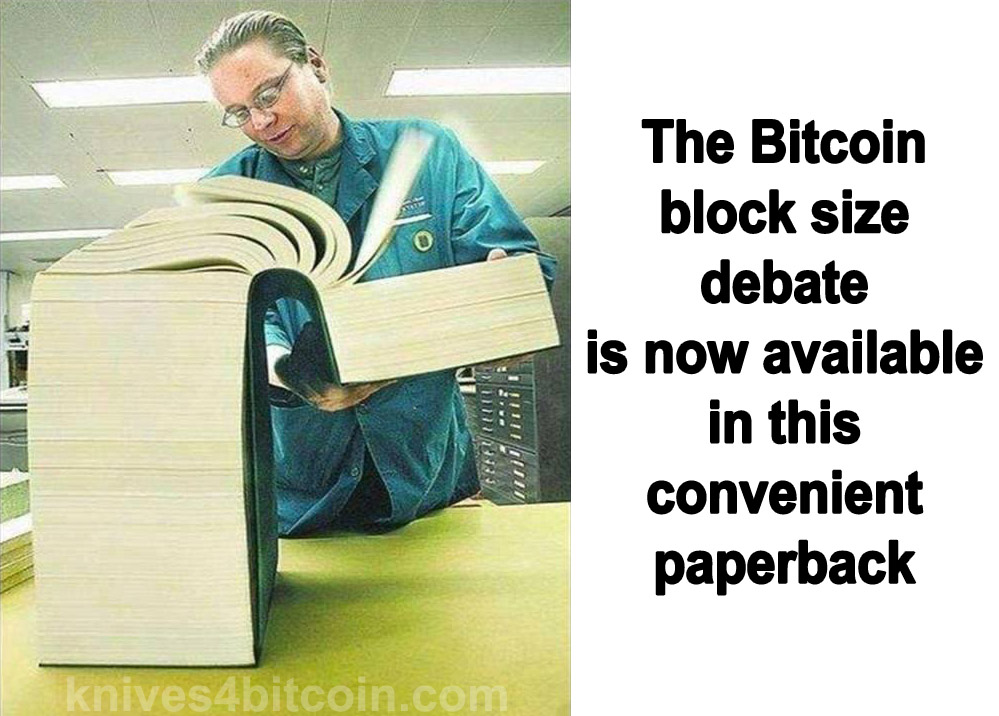 The Bitcoin
block size
debate
is now available
in this
convenient
paperback
knives4bitcoin.com